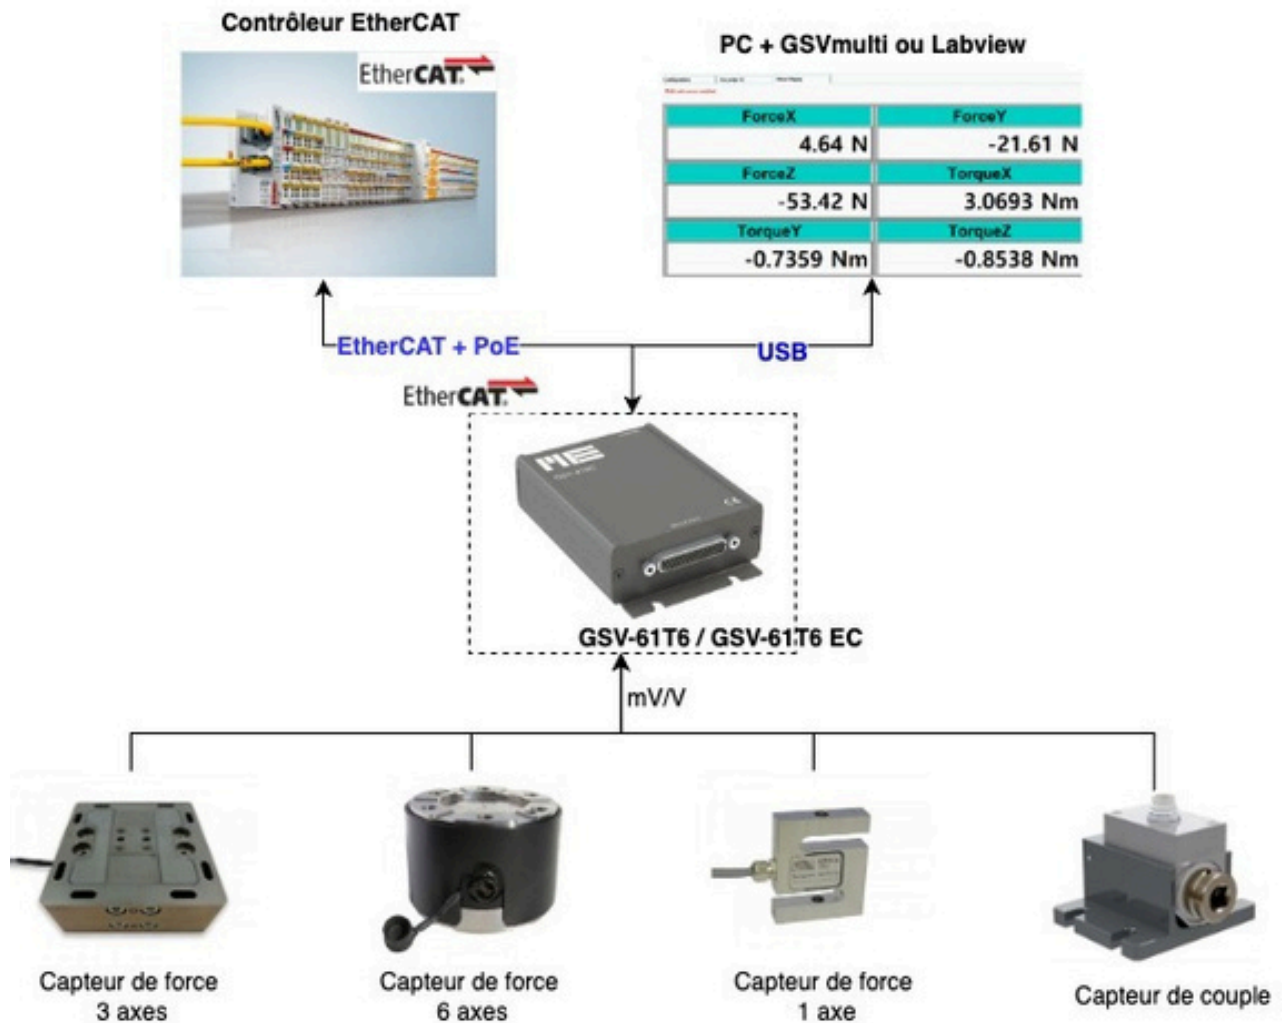 Contrôleur EtherCAT
PC + GSVmulti ou Labview
EtherCAT
ForceX
ForceY
4.64 N
-21.61 N
ForceZ
TorqueX
-53.42 N
3.0693 Nm
TorqueY
TorqueZ
-0.7359 Nm
-0.8538 Nm
EtherCAT + PoE
USB
EtherCAT
ME
CE
GSV-61T6 / GSV-61T6 EC
mV/V
Capteur de force
3 axes
Capteur de force
6 axes
Capteur de force
1 axe
Capteur de couple